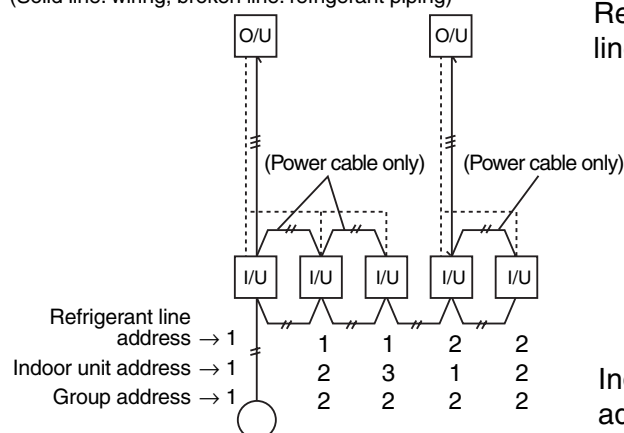 (Solid line: wiring, broken line: refrigerant piping)
Re
lin
O/U O/U
(Power cable only) (Power cable only)
I/U I/U I/U I/U I/U
Refrigerant line
address → 1 1 1 2 2
Indoor unit address → 1 2 3 1 2
Group address → 1 2 2 2 2
In
ad